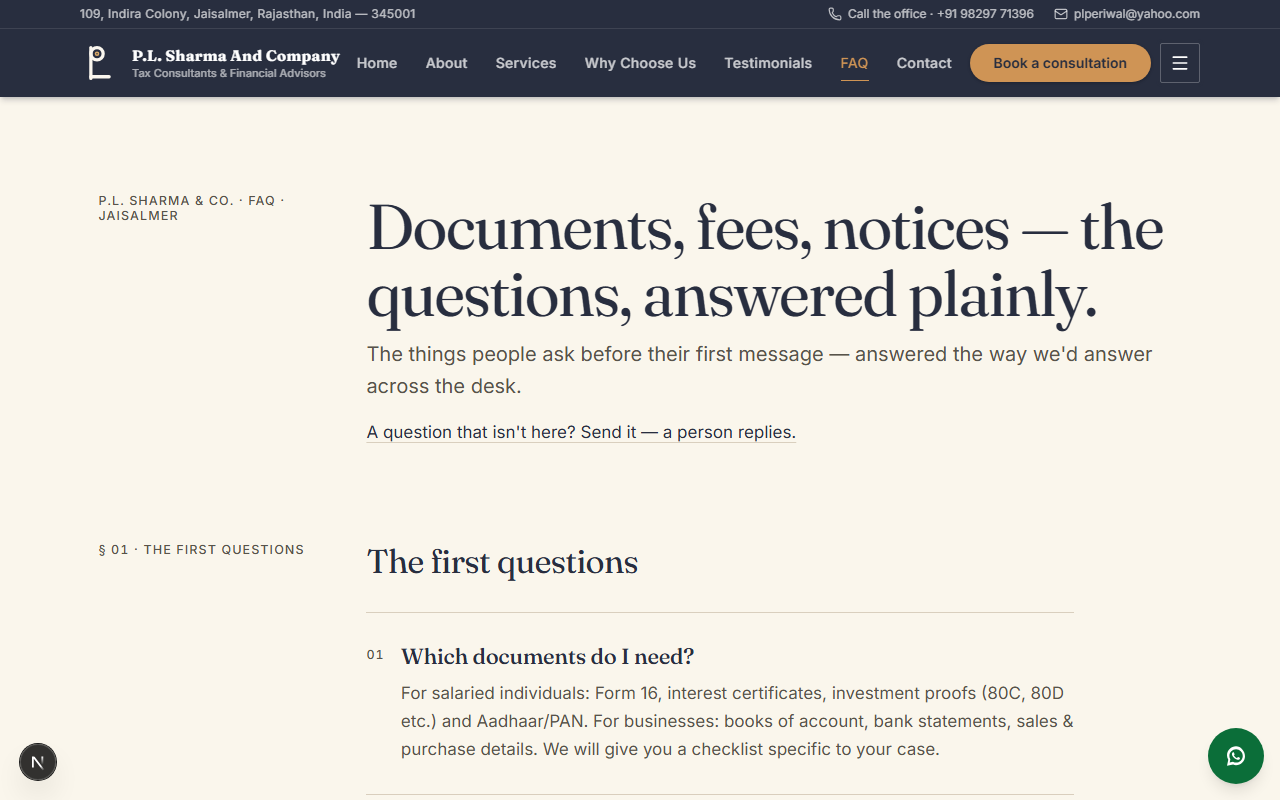 109, Indira Colony, Jaisalmer, Rajasthan, India — 345001
Call the office · +91 98297 71396
plperiwal@yahoo.com
P.L. Sharma And Company
Tax Consultants & Financial Advisors
Home
About
Services
Why Choose Us
Testimonials
FAQ
Contact
Book a consultation
P.L. SHARMA & CO. · FAQ ·
JAISALMER
Documents, fees, notices — the
questions, answered plainly.
The things people ask before their first message — answered the way we'd answer
across the desk.
A question that isn't here? Send it — a person replies.
§ 01 · THE FIRST QUESTIONS
The first questions
01
Which documents do I need?
For salaried individuals: Form 16, interest certificates, investment proofs (80C, 80D
etc.) and Aadhaar/PAN. For businesses: books of account, bank statements, sales &
purchase details. We will give you a checklist specific to your case.
N